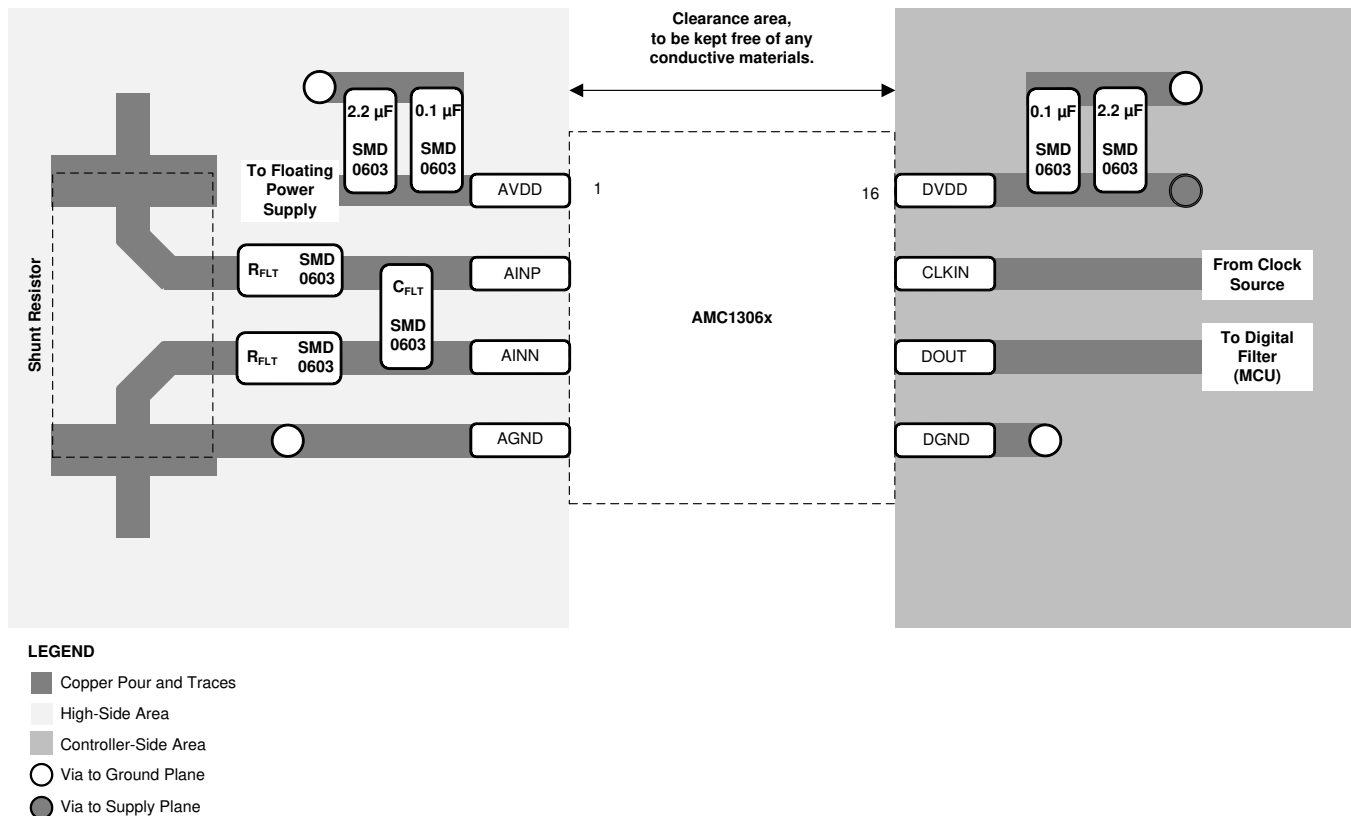 Clearance area,
to be kept free of any
conductive materials.
2.2 µF
SMD
0603
0.1 µF
SMD
0603
To Floating
Power
Supply
AVDD
1
Shunt Resistor
RFLT
SMD
0603
CFLT
SMD
0603
AINP
RFLT
SMD
0603
AINN
AGND
AMC1306x
16
DVDD
0.1 µF
SMD
0603
2.2 µF
SMD
0603
CLKIN
From Clock
Source
DOUT
To Digital
Filter
(MCU)
DGND
LEGEND
Copper Pour and Traces
High-Side Area
Controller-Side Area
Via to Ground Plane
Via to Supply Plane